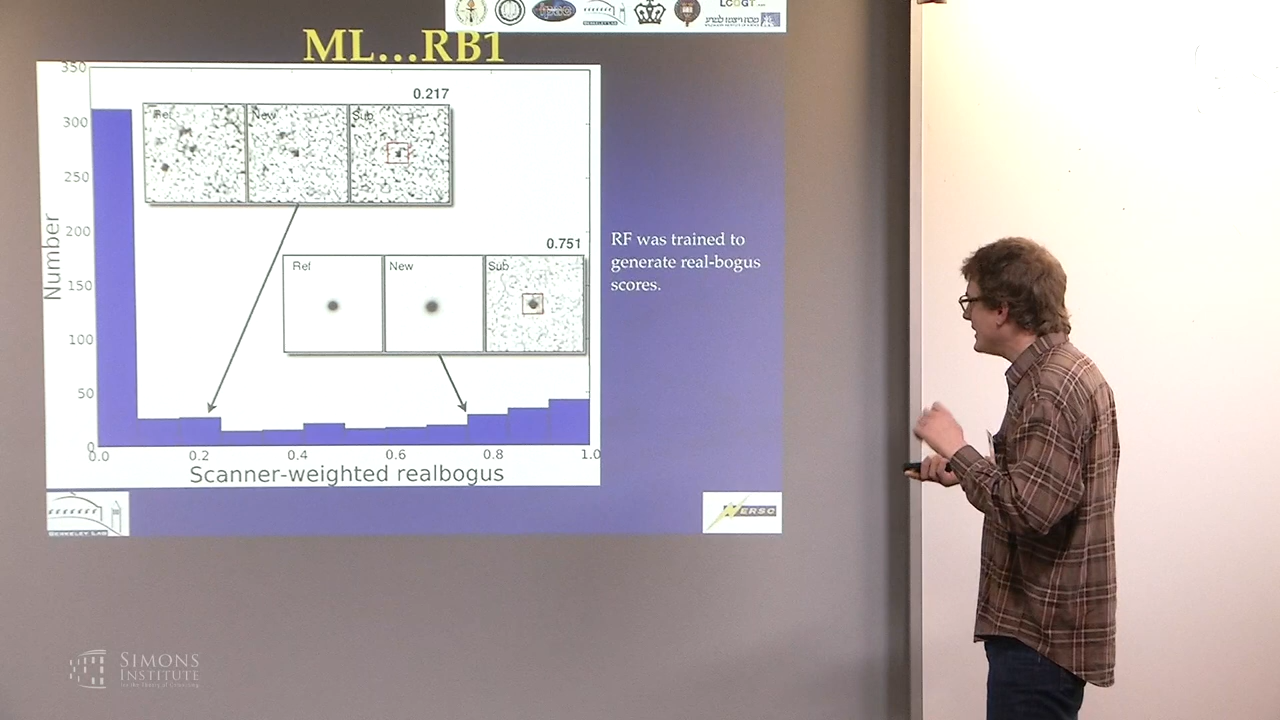 LCOGT
ML...RB1
350
300
250
200
150
100
50
0
Number
0.217
Ref
New
Sub
0.751
Ref
New
Sub
0.0
0.2
0.4
0.6
0.8
1.0
Scanner-weighted realbogus
RF was trained to
generate real-bogus
scores.
BERKELEY LAB
NERSC
SIMONS
INSTITUTE